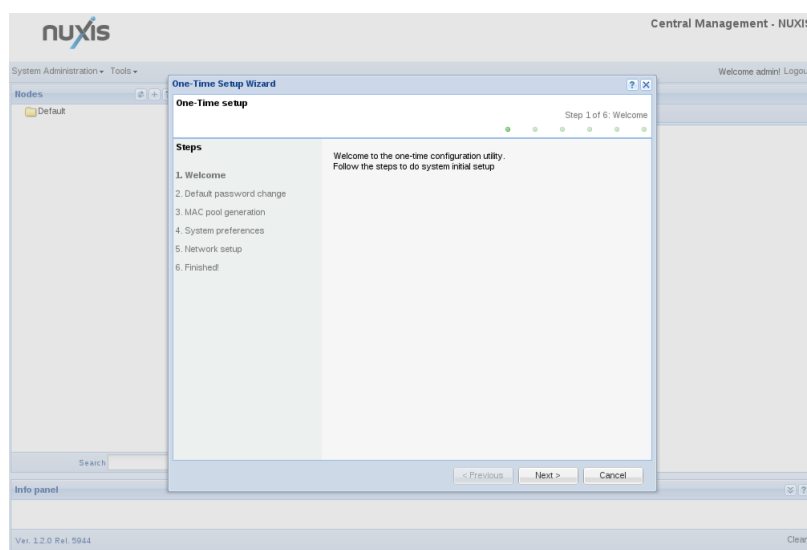 nuxis
Central Management - NUXIS
System Administration Tools
Welcome admin! Logou
Nodes
Default
One-Time Setup Wizard
One-Time setup
Step 1 of 6: Welcome
Steps
1. Welcome
2. Default password change
3. MAC pool generation
4. System preferences
5. Network setup
6. Finished!
Welcome to the one-time configuration utility.
Follow the steps to do system initial setup
Search
< Previous Next > Cancel
Info panel
Ver. 1.2.0 Rel. 5944
Clear